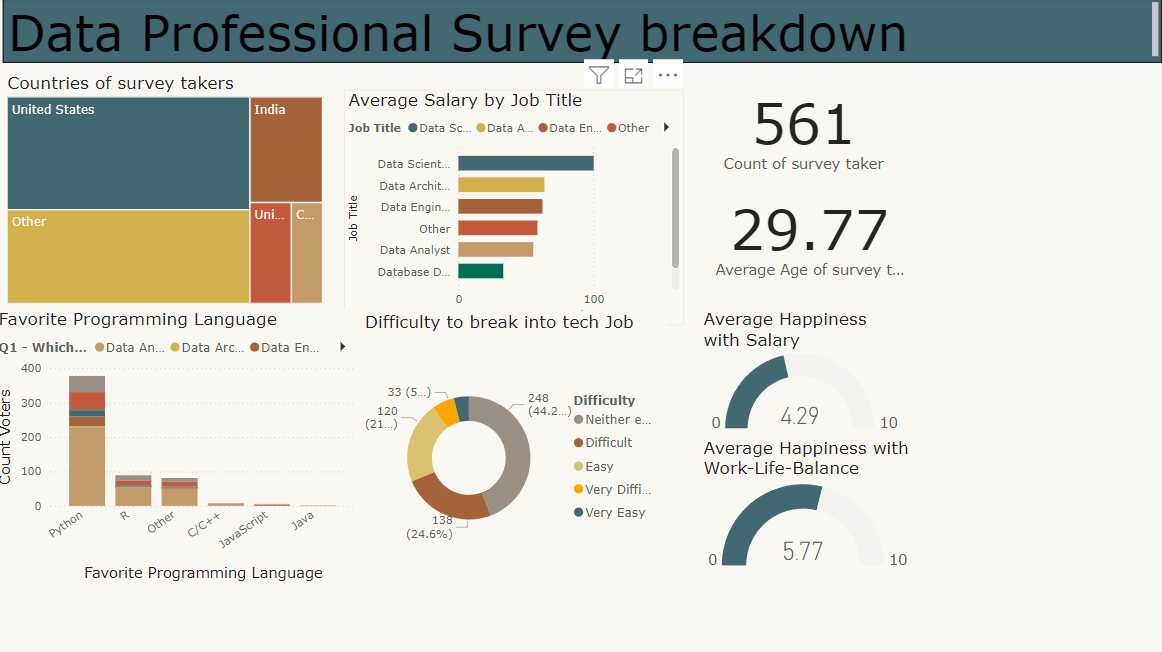 Data Professional Survey breakdown
Countries of survey takers
United States
India
Other
Uni...
C...
Average Salary by Job Title
Job Title Data Sc... Data A... Data En... Other
Job Title
Data Scient...
Data Archit...
Data Engin...
Other
Data Analyst
Database D...
0 100
561
Count of survey taker
29.77
Average Age of survey t...
Favorite Programming Language
Q1 - Which... Data An... Data Arc... Data En...
Count Voters
400
300
200
100
0
Python R Other C/C++ JavaScript Java
Favorite Programming Language
Difficulty to break into tech Job
33 (5...)
120
(21...)
248
(44.2...)
138
(24.6%)
Difficulty
Neither e...
Difficult
Easy
Very Diffi...
Very Easy
Average Happiness
with Salary
0 4.29 10
Average Happiness with
Work-Life-Balance
0 5.77 10